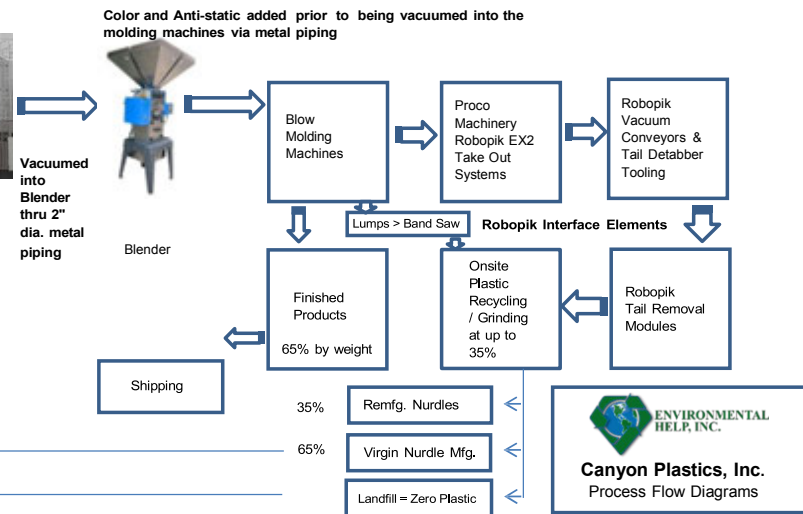 Color and Anti-static added prior to being vacuumed into the
molding machines via metal piping
Vacuumed
into
Blender
thru 2"
dia. metal
piping
Blender
Blow
Molding
Machines
Proco
Machinery
Robopik EX2
Take Out
Systems
Robopik
Vacuum
Conveyors &
Tail Detabber
Tooling
Lumps > Band Saw
Robopik Interface Elements
Finished
Products
65% by weight
Onsite
Plastic
Recycling
/ Grinding
at up to
35%
Robopik
Tail Removal
Modules
Shipping
35%
Remfg. Nurdles
65%
Virgin Nurdle Mfg.
Landfill = Zero Plastic
ENVIRONMENTAL
HELP, INC.
Canyon Plastics, Inc.
Process Flow Diagrams